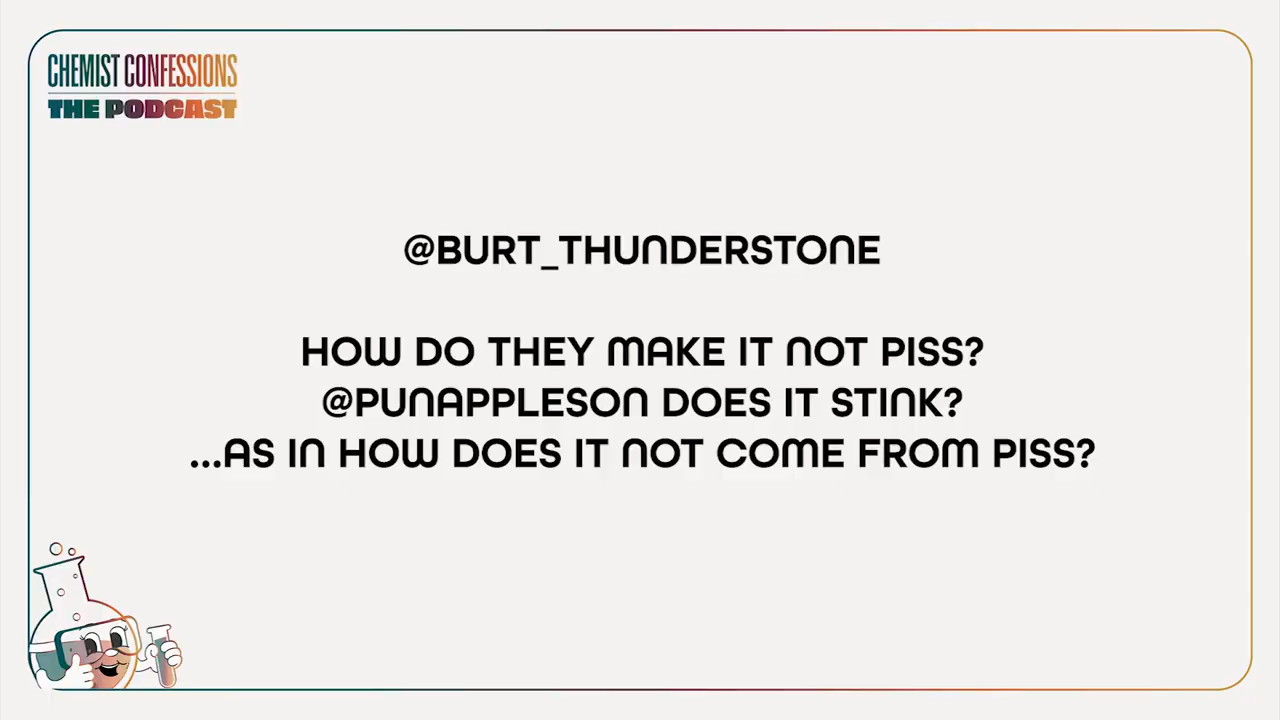 CHEMIST CONFESSIONS
THE PODCAST
@BURT_THUNDERSTONE
HOW DO THEY MAKE IT NOT PISS?
@PUNAPPLESON DOES IT STINK?
...AS IN HOW DOES IT NOT COME FROM PISS?